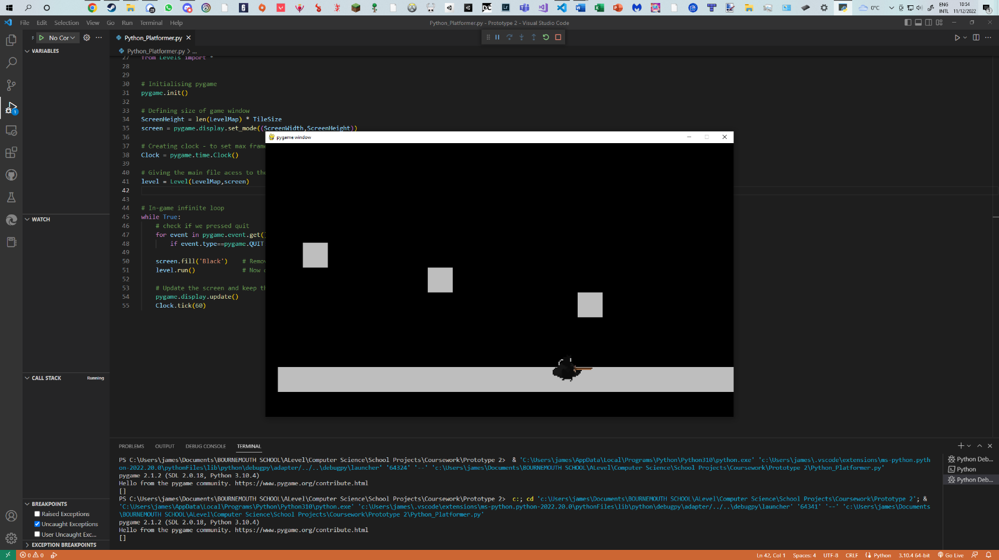 ENG
INTL
0°C
18:54
11/12/2022
File Edit Selection View Go Run Terminal Help
Python_Platformer.py - Prototype 2 - Visual Studio Code
No Cor
Python_Platformer.py
VARIABLES
Python_Platformer.py > ...
27 from Levels import *
28
29
30 # Initialising pygame
31 pygame.init()
32
33 # Defining size of game window
34 ScreenHeight = len(LevelMap) * TileSize
35 screen = pygame.display.set_mode((ScreenWidth,ScreenHeight))
36
pygame window
37 # Creating clock - to set max frame
38 Clock = pygame.time.Clock()
39
40 # Giving the main file acess to the
41 level = Level(LevelMap,screen)
42
43
44 # In-game infinite loop
45 while True:
46 # check if we pressed quit
47 for event in pygame.event.get()
48 if event.type==pygame.QUIT
49
50 screen.fill('Black') # Remov
51 level.run() # Now
52
53 # Update the screen and keep th
54 pygame.display.update()
55 Clock.tick(60)
WATCH
CALL STACK Running
BREAKPOINTS
Raised Exceptions
Uncaught Exceptions
User Uncaught Exc...
EXCEPTION BREAKPOINTS
PROBLEMS OUTPUT DEBUG CONSOLE TERMINAL
PS C:\Users\james\Documents\BOURNEMOUTH SCHOOL\ALevel\Computer Science\School Projects\Coursework\Prototype 2> & 'C:\Users\james\AppData\Local\Programs\Python\Python310\python.exe' 'c:\Users\james\.vscode\extensions\ms-python.pyth
on-2022.20.0\pythonFiles\lib\python\debugpy\adapter/../..\debugpy\launcher' '64324' '--' 'c:\Users\james\Documents\BOURNEMOUTH SCHOOL\ALevel\Computer Science\School Projects\Coursework\Prototype 2\Python_Platformer.py'
pygame 2.1.2 (SDL 2.0.18, Python 3.10.4)
Hello from the pygame community. https://www.pygame.org/contribute.html
[]
PS C:\Users\james\Documents\BOURNEMOUTH SCHOOL\ALevel\Computer Science\School Projects\Coursework\Prototype 2> c:; cd 'c:\Users\james\Documents\BOURNEMOUTH SCHOOL\ALevel\Computer Science\School Projects\Coursework\Prototype 2'; &
'C:\Users\james\AppData\Local\Programs\Python\Python310\python.exe' 'c:\Users\james\.vscode\extensions\ms-python.python-2022.20.0\pythonFiles\lib\python\debugpy\adapter/../..\debugpy\launcher' '64341' '--' 'c:\Users\james\Documents
\BOURNEMOUTH SCHOOL\ALevel\Computer Science\School Projects\Coursework\Prototype 2\Python_Platformer.py'
pygame 2.1.2 (SDL 2.0.18, Python 3.10.4)
Hello from the pygame community. https://www.pygame.org/contribute.html
[]
Python Deb...
Python
Python Deb...
0 0
Ln 42, Col 1 Spaces: 4 UTF-8 CRLF Python 3.10.4 64-bit Go Live